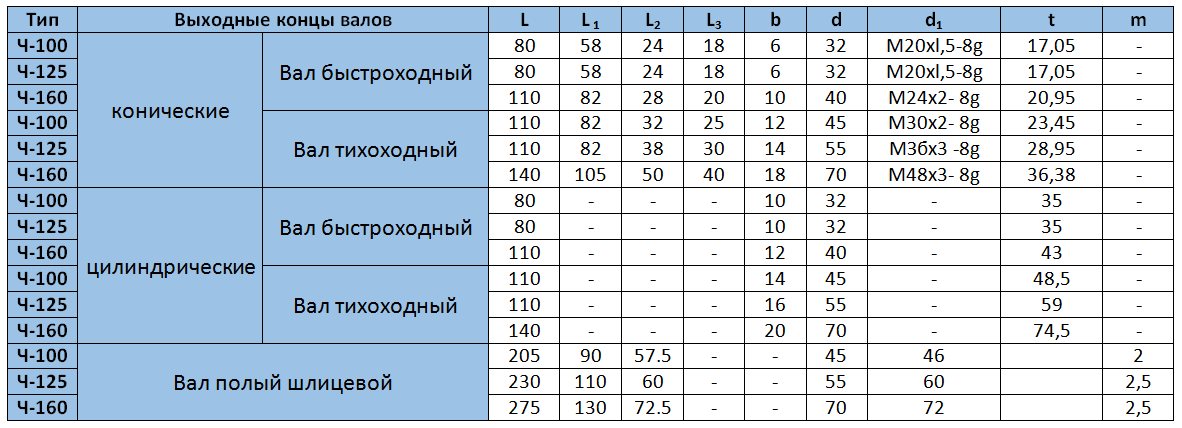 Тип Выходные концы валов L L1 L2 L3 b d d1 t m
Ч-100 80 58 24 18 6 32 M20xl,5-8g 17,05 -
Ч-125 Вал быстроходный 80 58 24 18 6 32 M20xl,5-8g 17,05 -
Ч-160 конические 110 82 28 20 10 40 M24x2- 8g 20,95 -
Ч-100 110 82 32 25 12 45 M30x2- 8g 23,45 -
Ч-125 Вал тихоходный 110 82 38 30 14 55 M3бx3 -8g 28,95 -
Ч-160 140 105 50 40 18 70 M48x3- 8g 36,38 -
Ч-100 80 - - - 10 32 - 35 -
Ч-125 Вал быстроходный 80 - - - 10 32 - 35 -
Ч-160 цилиндрические 110 - - - 12 40 - 43 -
Ч-100 110 - - - 14 45 - 48,5 -
Ч-125 Вал тихоходный 110 - - - 16 55 - 59 -
Ч-160 140 - - - 20 70 - 74,5 -
Ч-100 205 90 57.5 - - 45 46 2
Ч-125 Вал полый шлицевой 230 110 60 - - 55 60 2,5
Ч-160 275 130 72.5 - - 70 72 2,5